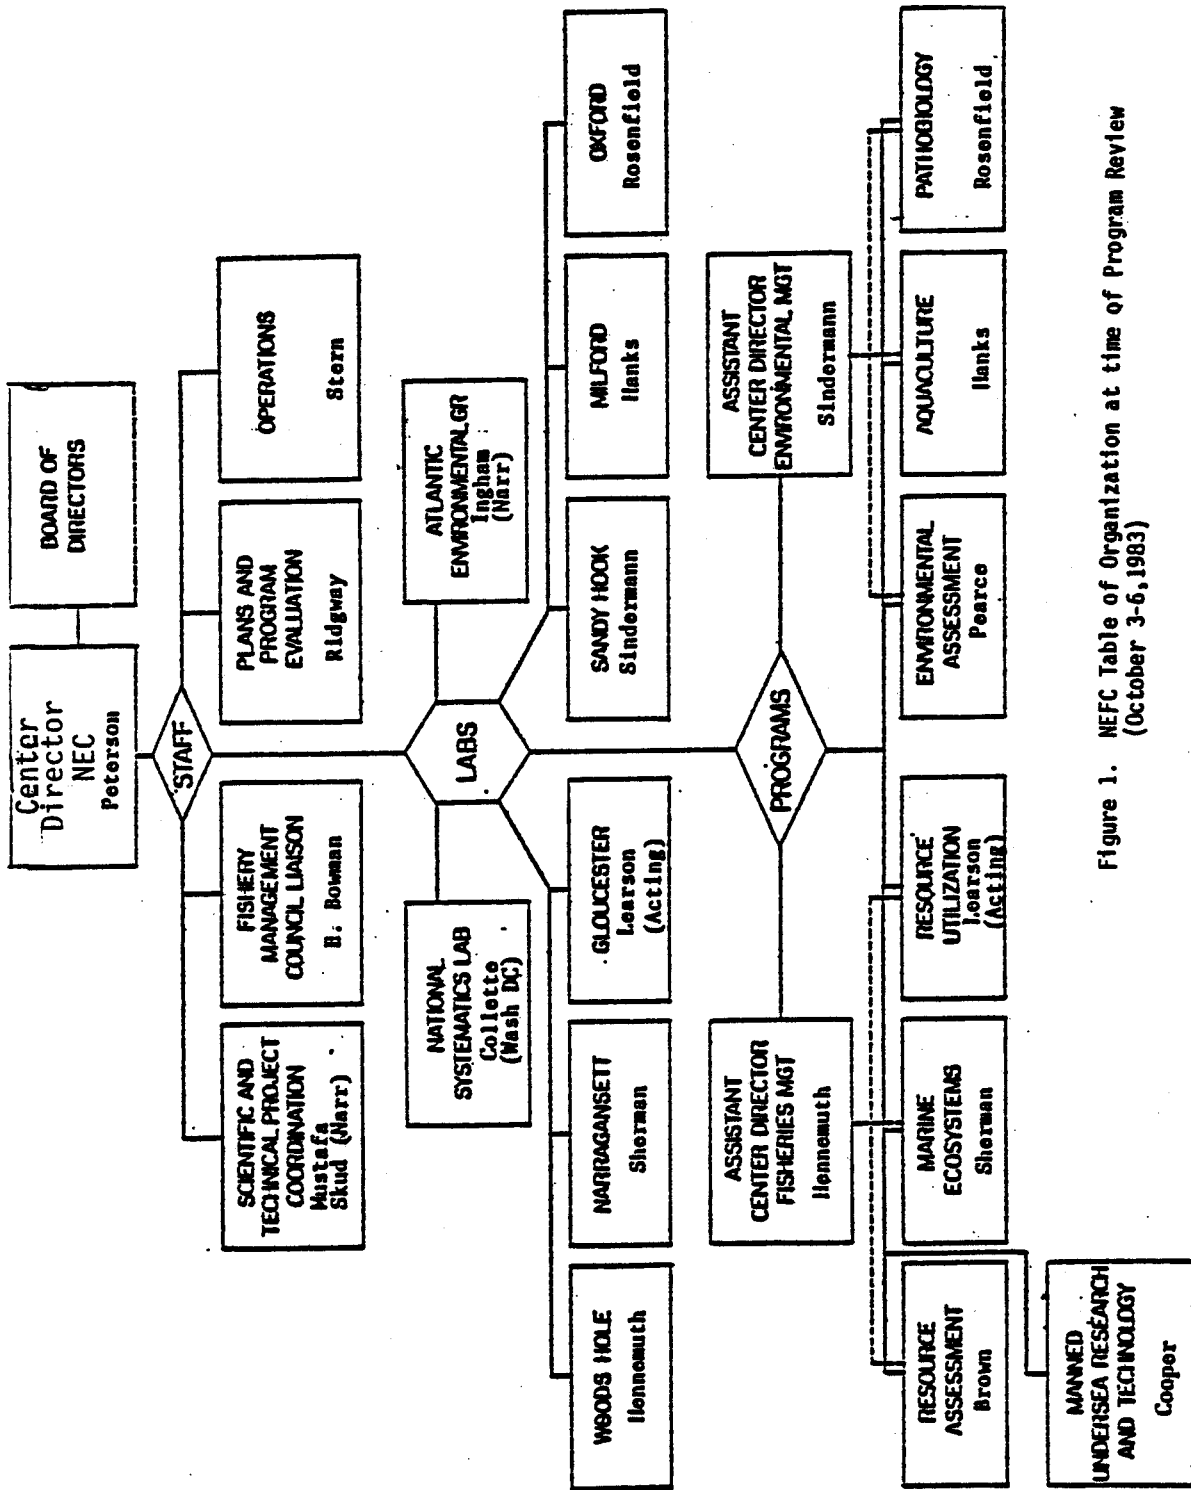 Center
Director
NEC
Peterson
BOARD OF
DIRECTORS
STAFF
SCIENTIFIC AND
TECHNICAL PROJECT
COORDINATION
Mustafa
Skud (Narr)
FISHERY
MANAGEMENT
COUNCIL LIAISON
B. Bowman
PLANS AND
PROGRAM
EVALUATION
Ridgway
OPERATIONS
Stern
NATIONAL
SYSTEMATICS LAB
Collette
(Wash DC)
LABS
ATLANTIC
ENVIRONMENTAL GR
Ingham
(Narr)
WOODS HOLE
Hennemuth
NARRAGANSETT
Sherman
GLOUCESTER
Learson
(Acting)
SANDY HOOK
Sindermann
MILFORD
Hanks
OXFORD
Rosenfield
ASSISTANT
CENTER DIRECTOR
FISHERIES MGT
Hennemuth
PROGRAMS
ASSISTANT
CENTER DIRECTOR
ENVIRONMENTAL MGT
Sindermann
RESOURCE
ASSESSMENT
Brown
MARINE
ECOSYSTEMS
Sherman
RESOURCE
UTILIZATION
Learson
(Acting)
ENVIRONMENTAL
ASSESSMENT
Pearce
AQUACULTURE
Hanks
PATHOBIOLOGY
Rosenfield
MANNED
UNDERSEA RESEARCH
AND TECHNOLOGY
Cooper
Figure 1. NEFC Table of Organization at time of Program Review
(October 3-6, 1983)